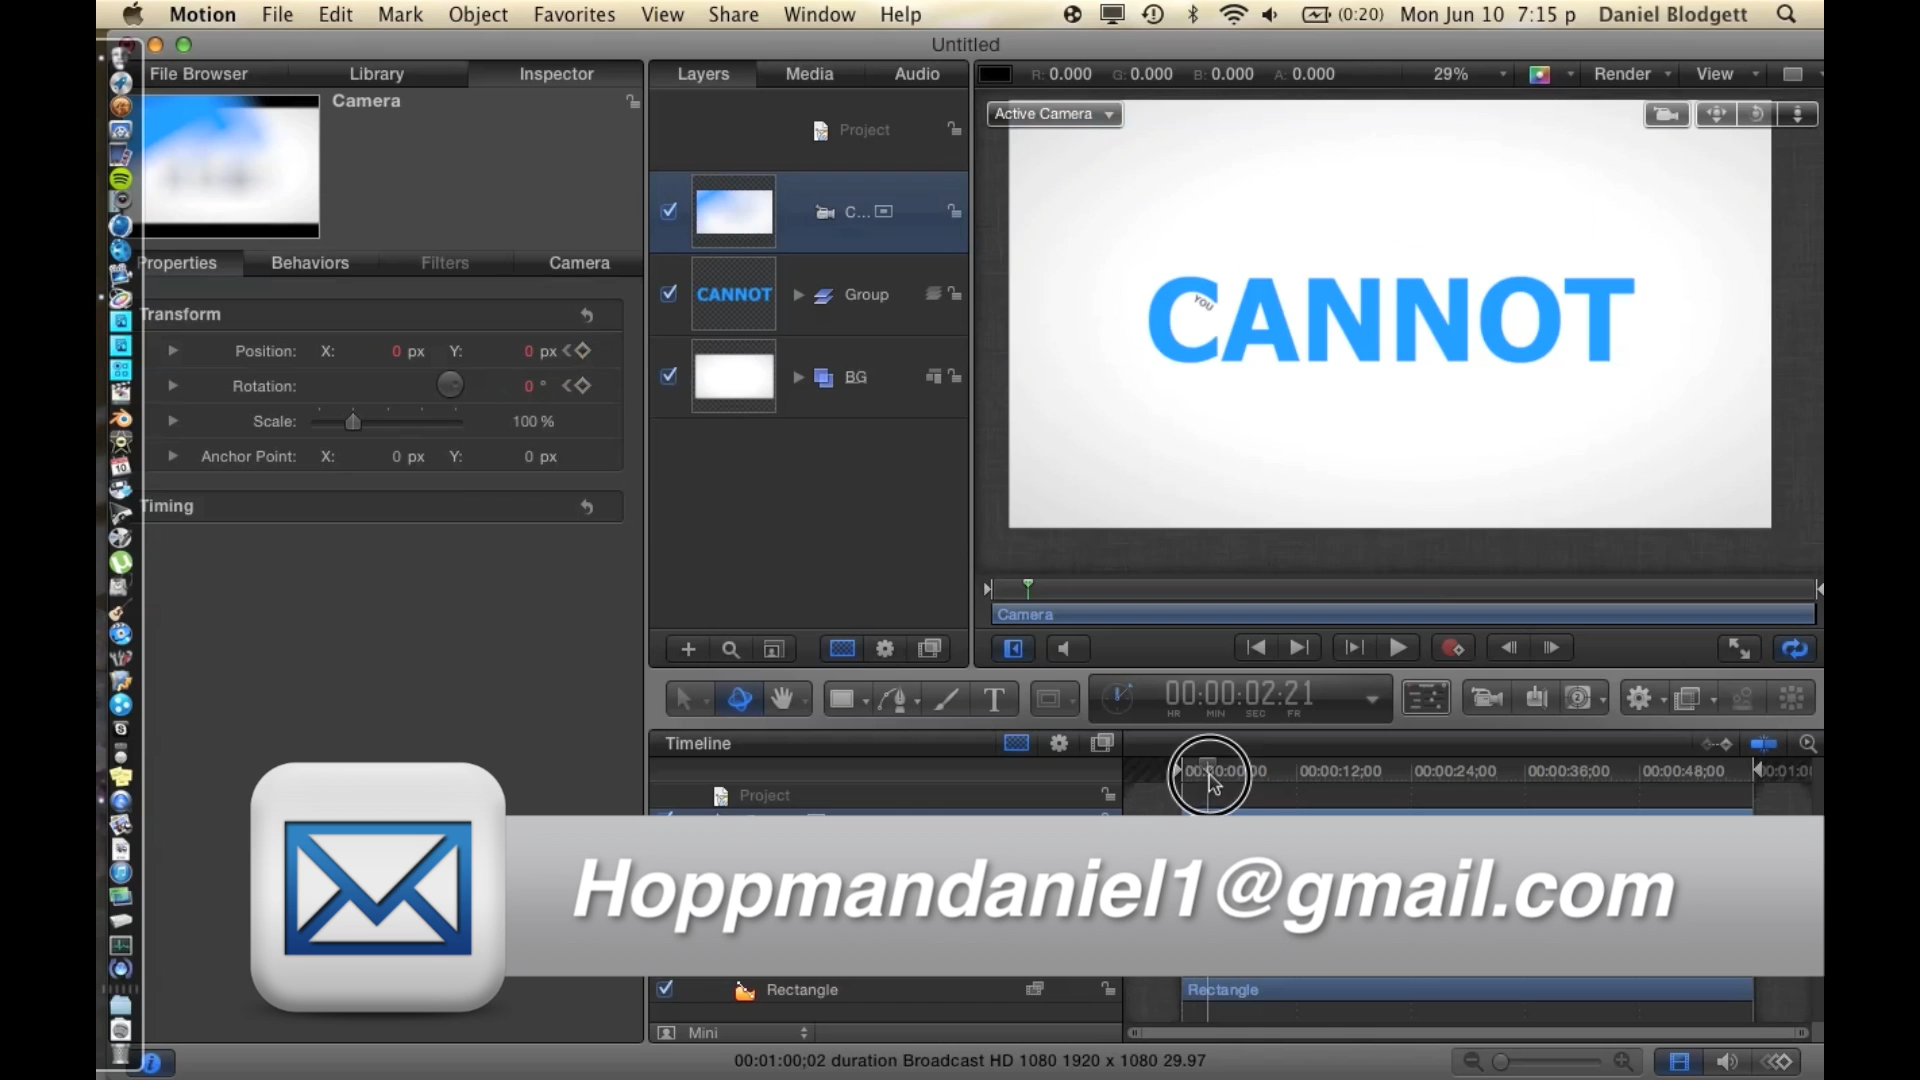 Motion File Edit Mark Object Favorites View Share Window Help (0:20) Mon Jun 10 7:15 p Daniel Blodgett
Untitled
File Browser Library Inspector
Layers Media Audio
R: 0.000 G: 0.000 B: 0.000 A: 0.000 29% Render View
Camera
Active Camera
Project
C...
CANNOT Group
BG
YOU
CANNOT
Properties Behaviors Filters Camera
Transform
Position: X: 0 px Y: 0 px
Rotation: 0 °
Scale: 100 %
Anchor Point: X: 0 px Y: 0 px
Timing
Camera
00:00:02:21
HR MIN SEC FR
Timeline
00:00:12;00 00:00:24;00 00:00:36;00 00:00:48;00
Project
Hoppmandaniel1@gmail.com
Rectangle
Rectangle
Mini
00:01:00;02 duration Broadcast HD 1080 1920 x 1080 29.97